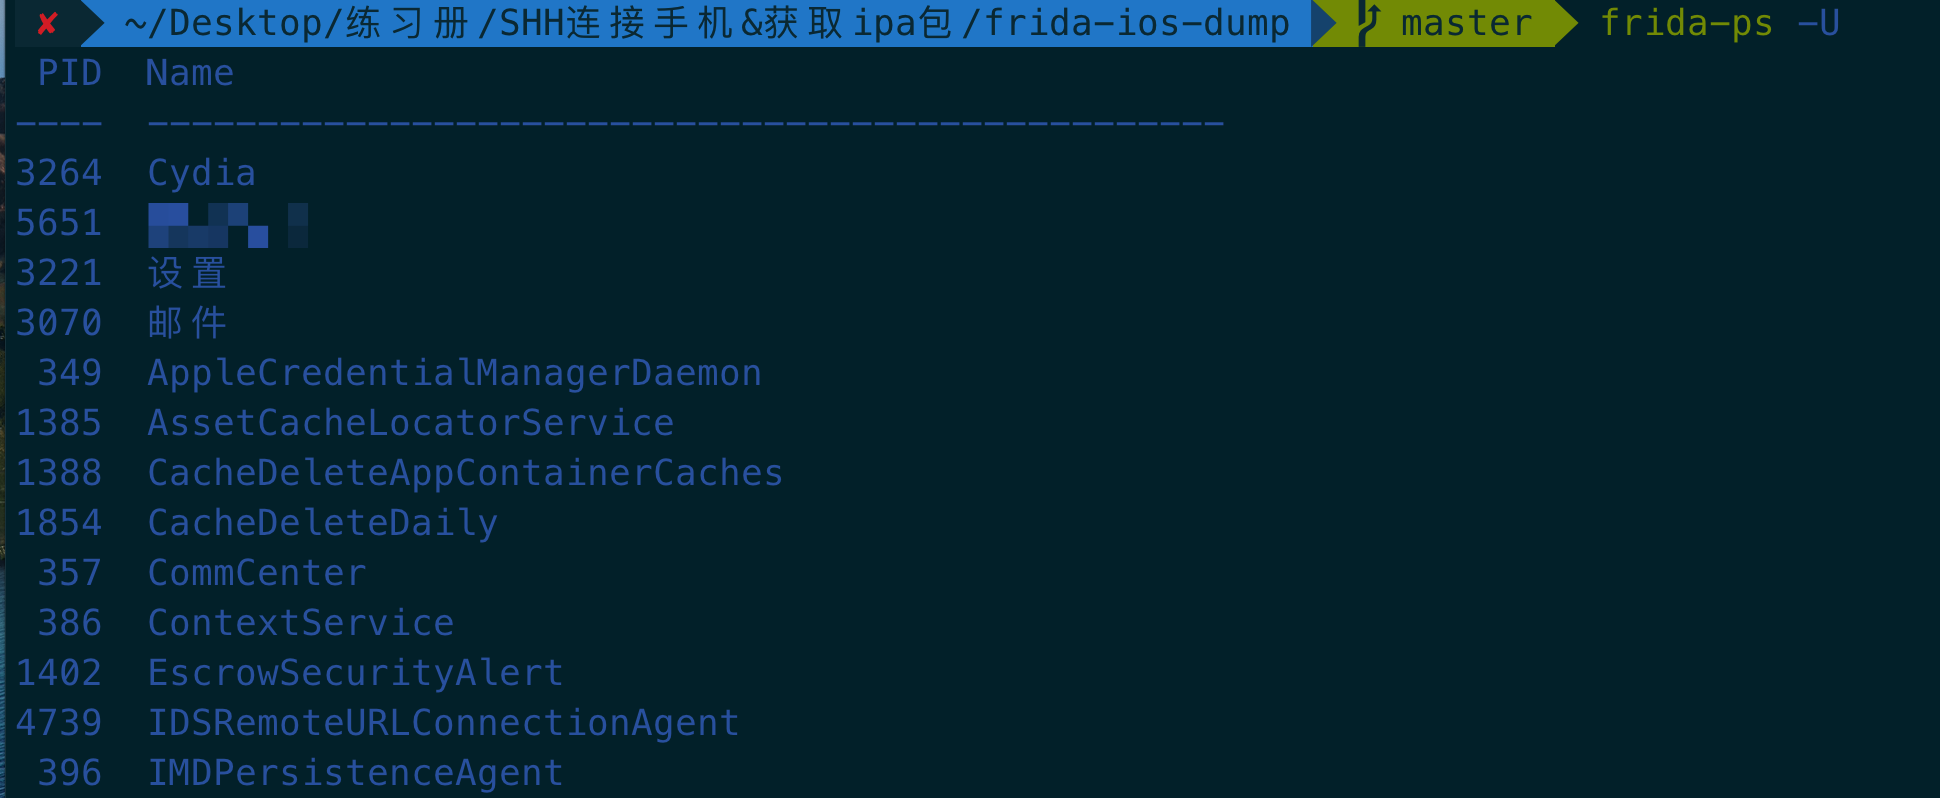 ✘ ~/Desktop/练习册/SHH连接手机&获取ipa包/frida-ios-dump master frida-ps -U
PID Name
---- -------------------------------------------------
3264 Cydia
5651
3221 设置
3070 邮件
349 AppleCredentialManagerDaemon
1385 AssetCacheLocatorService
1388 CacheDeleteAppContainerCaches
1854 CacheDeleteDaily
357 CommCenter
386 ContextService
1402 EscrowSecurityAlert
4739 IDSRemoteURLConnectionAgent
396 IMDPersistenceAgent